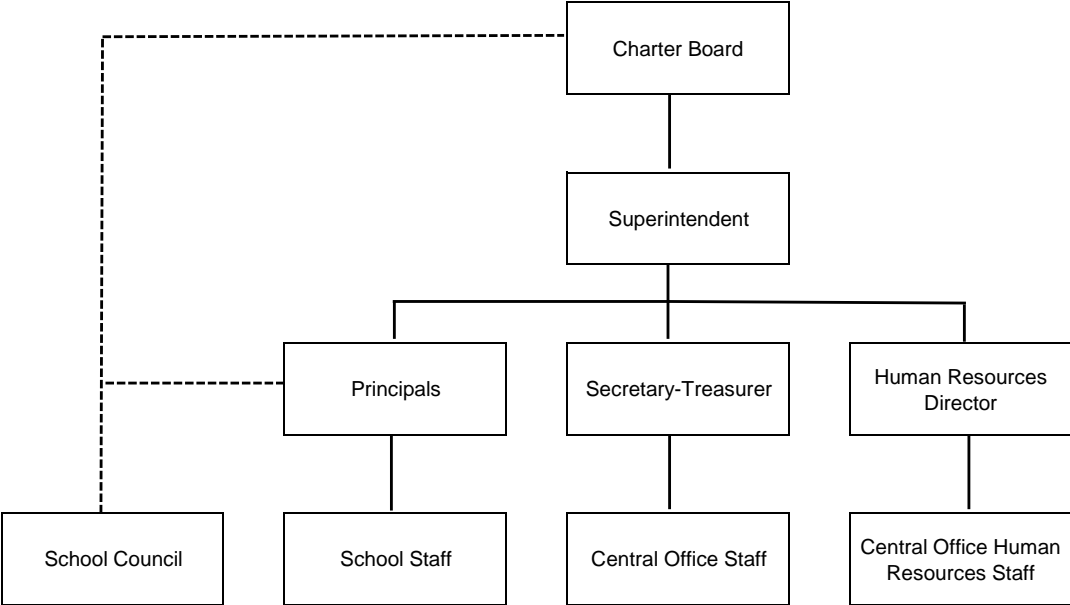 Charter Board
Superintendent
Principals
Secretary-Treasurer
Human Resources
Director
School Council
School Staff
Central Office Staff
Central Office Human
Resources Staff